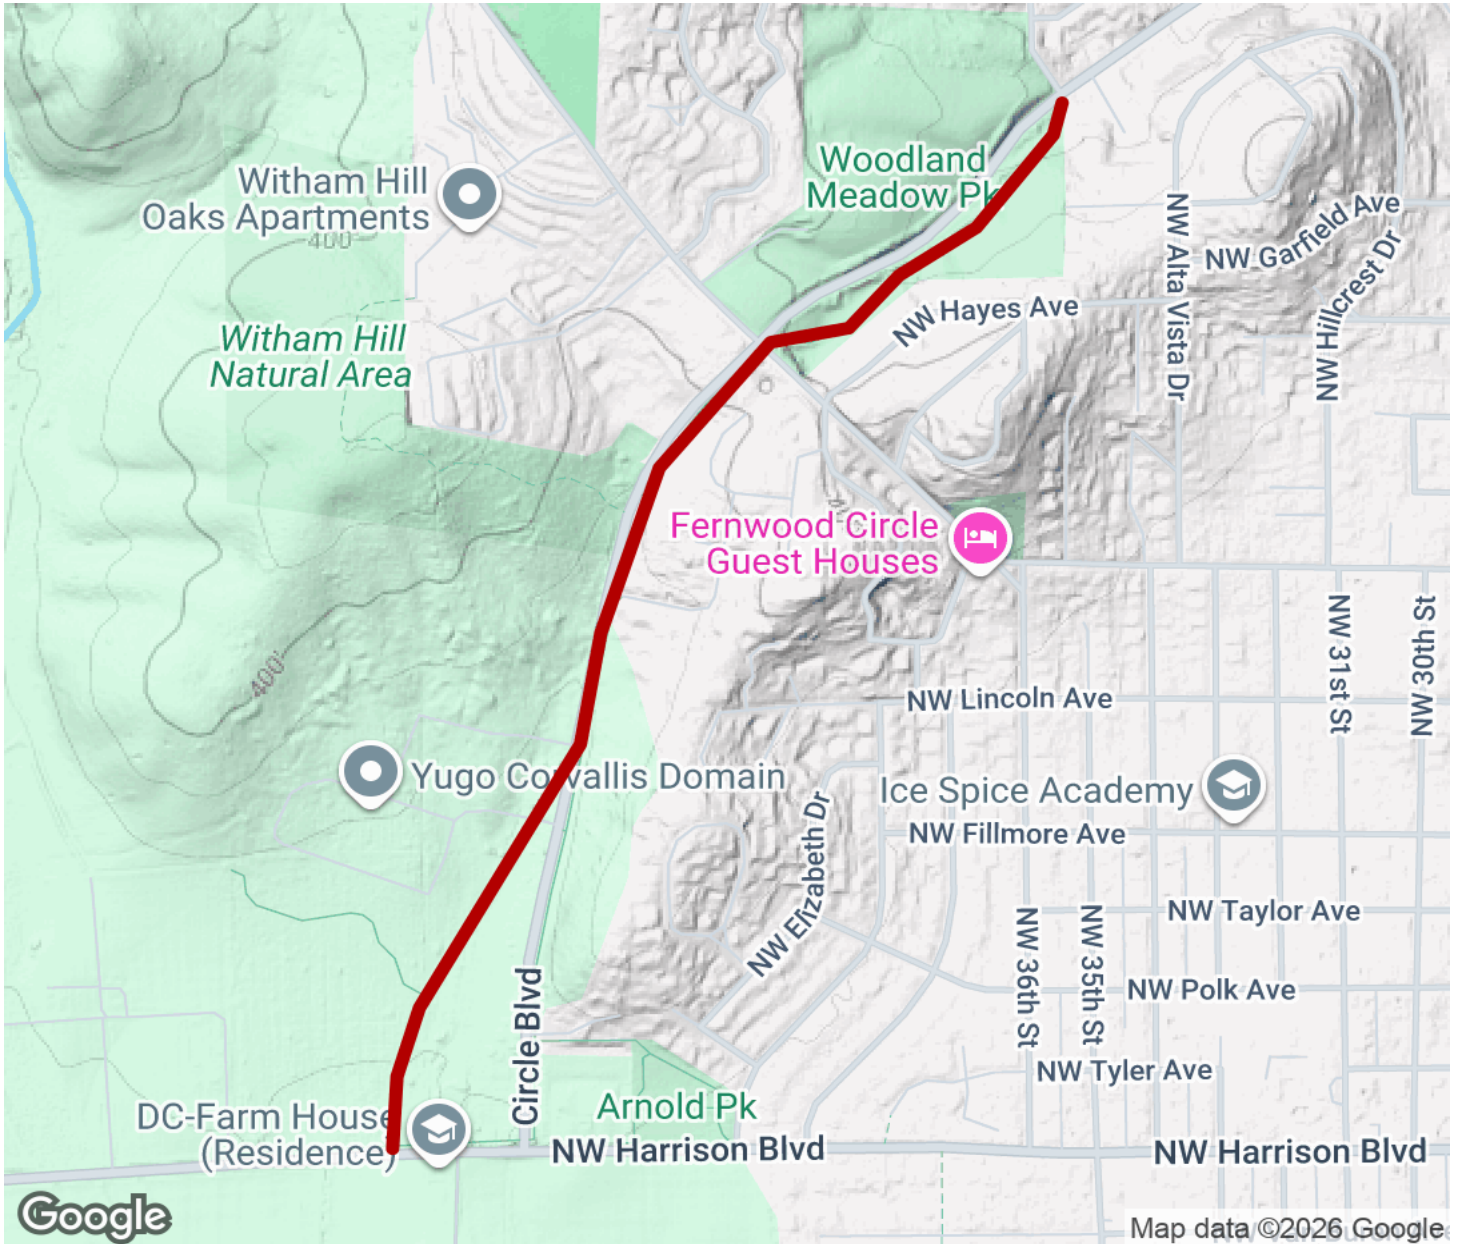 Woodland
Meadow Pk
Witham Hill
Oaks Apartments
400'
NW Garfield Ave
NW Alta Vista Dr
NW Hillcrest Dr
NW Hayes Ave
Witham Hill
Natural Area
Fernwood Circle
Guest Houses
NW 31st St
NW 30th St
400'
NW Lincoln Ave
Yugo Corvallis Domain
Ice Spice Academy
NW Fillmore Ave
NW Elizabeth Dr
NW Taylor Ave
NW 36th St
NW 35th St
NW Polk Ave
Circle Blvd
NW Tyler Ave
DC-Farm House
(Residence)
Arnold Pk
NW Harrison Blvd
NW Harrison Blvd
Google
Map data ©2026 Google